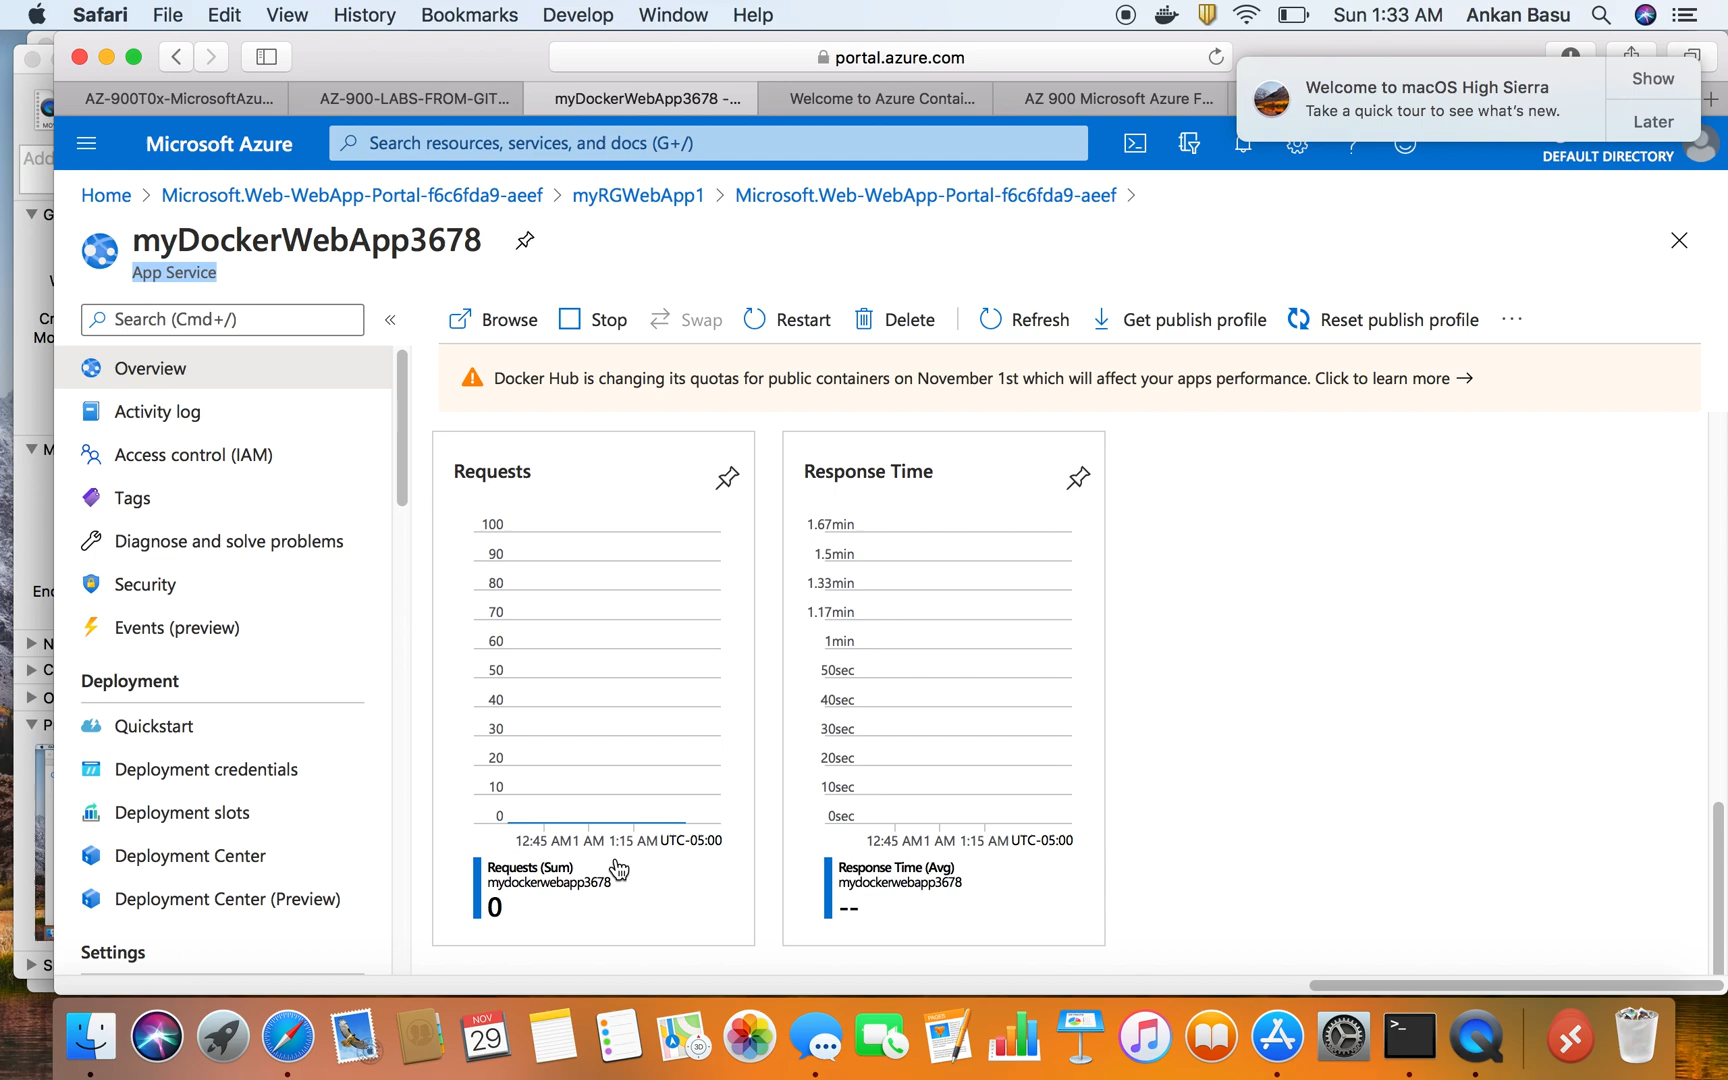 Safari File Edit View History Bookmarks Develop Window Help Sun 1:33 AM Ankan Basu
portal.azure.com
AZ-900T0x-MicrosoftAzu... AZ-900-LABS-FROM-GIT... myDockerWebApp3678 -... Welcome to Azure Contai... AZ 900 Microsoft Azure F...
Welcome to macOS High Sierra
Take a quick tour to see what's new.
Show
Later
Microsoft Azure
Search resources, services, and docs (G+/)
DEFAULT DIRECTORY
Home > Microsoft.Web-WebApp-Portal-f6c6fda9-aeef > myRGWebApp1 > Microsoft.Web-WebApp-Portal-f6c6fda9-aeef >
myDockerWebApp3678
App Service
Search (Cmd+/)
«
Browse Stop Swap Restart Delete Refresh Get publish profile Reset publish profile ...
Docker Hub is changing its quotas for public containers on November 1st which will affect your apps performance. Click to learn more →
Overview
Activity log
Access control (IAM)
Tags
Diagnose and solve problems
Security
Events (preview)
Deployment
Quickstart
Deployment credentials
Deployment slots
Deployment Center
Deployment Center (Preview)
Settings
Requests
100
90
80
70
60
50
40
30
20
10
0
12:45 AM 1 AM 1:15 AM UTC-05:00
Requests (Sum)
mydockerwebapp3678
0
Response Time
1.67min
1.5min
1.33min
1.17min
1min
50sec
40sec
30sec
20sec
10sec
0sec
12:45 AM 1 AM 1:15 AM UTC-05:00
Response Time (Avg)
mydockerwebapp3678
--
Add
G
Cr
Mo
M
End
N
C
O
P
S
NOV
29
3D
PAGES
>_